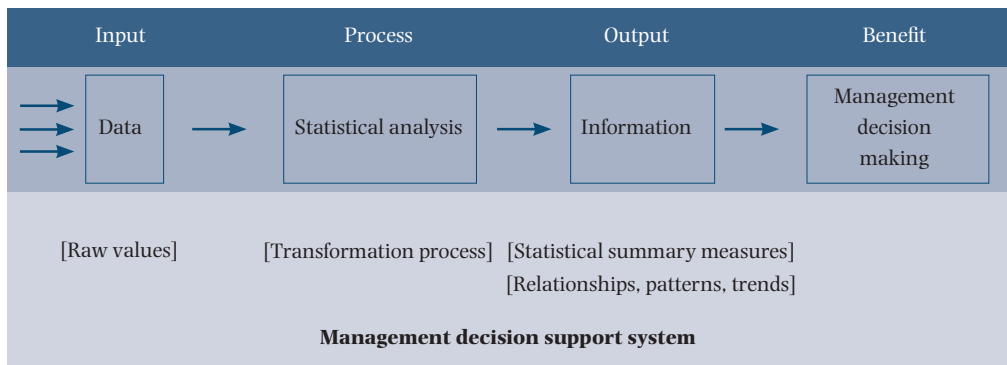 Input Process Output Benefit
Data Statistical analysis Information Management
decision
making
[Raw values] [Transformation process] [Statistical summary measures]
[Relationships, patterns, trends]
Management decision support system